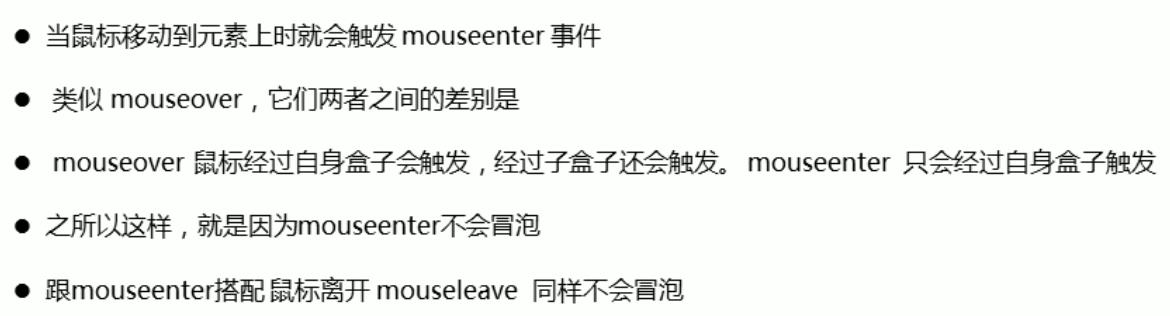 ● 当鼠标移动到元素上时就会触发 mouseenter 事件
● 类似 mouseover，它们两者之间的差别是
● mouseover 鼠标经过自身盒子会触发，经过子盒子还会触发。 mouseenter 只会经过自身盒子触发
● 之所以这样，就是因为mouseenter不会冒泡
● 跟mouseenter搭配 鼠标离开 mouseleave 同样不会冒泡